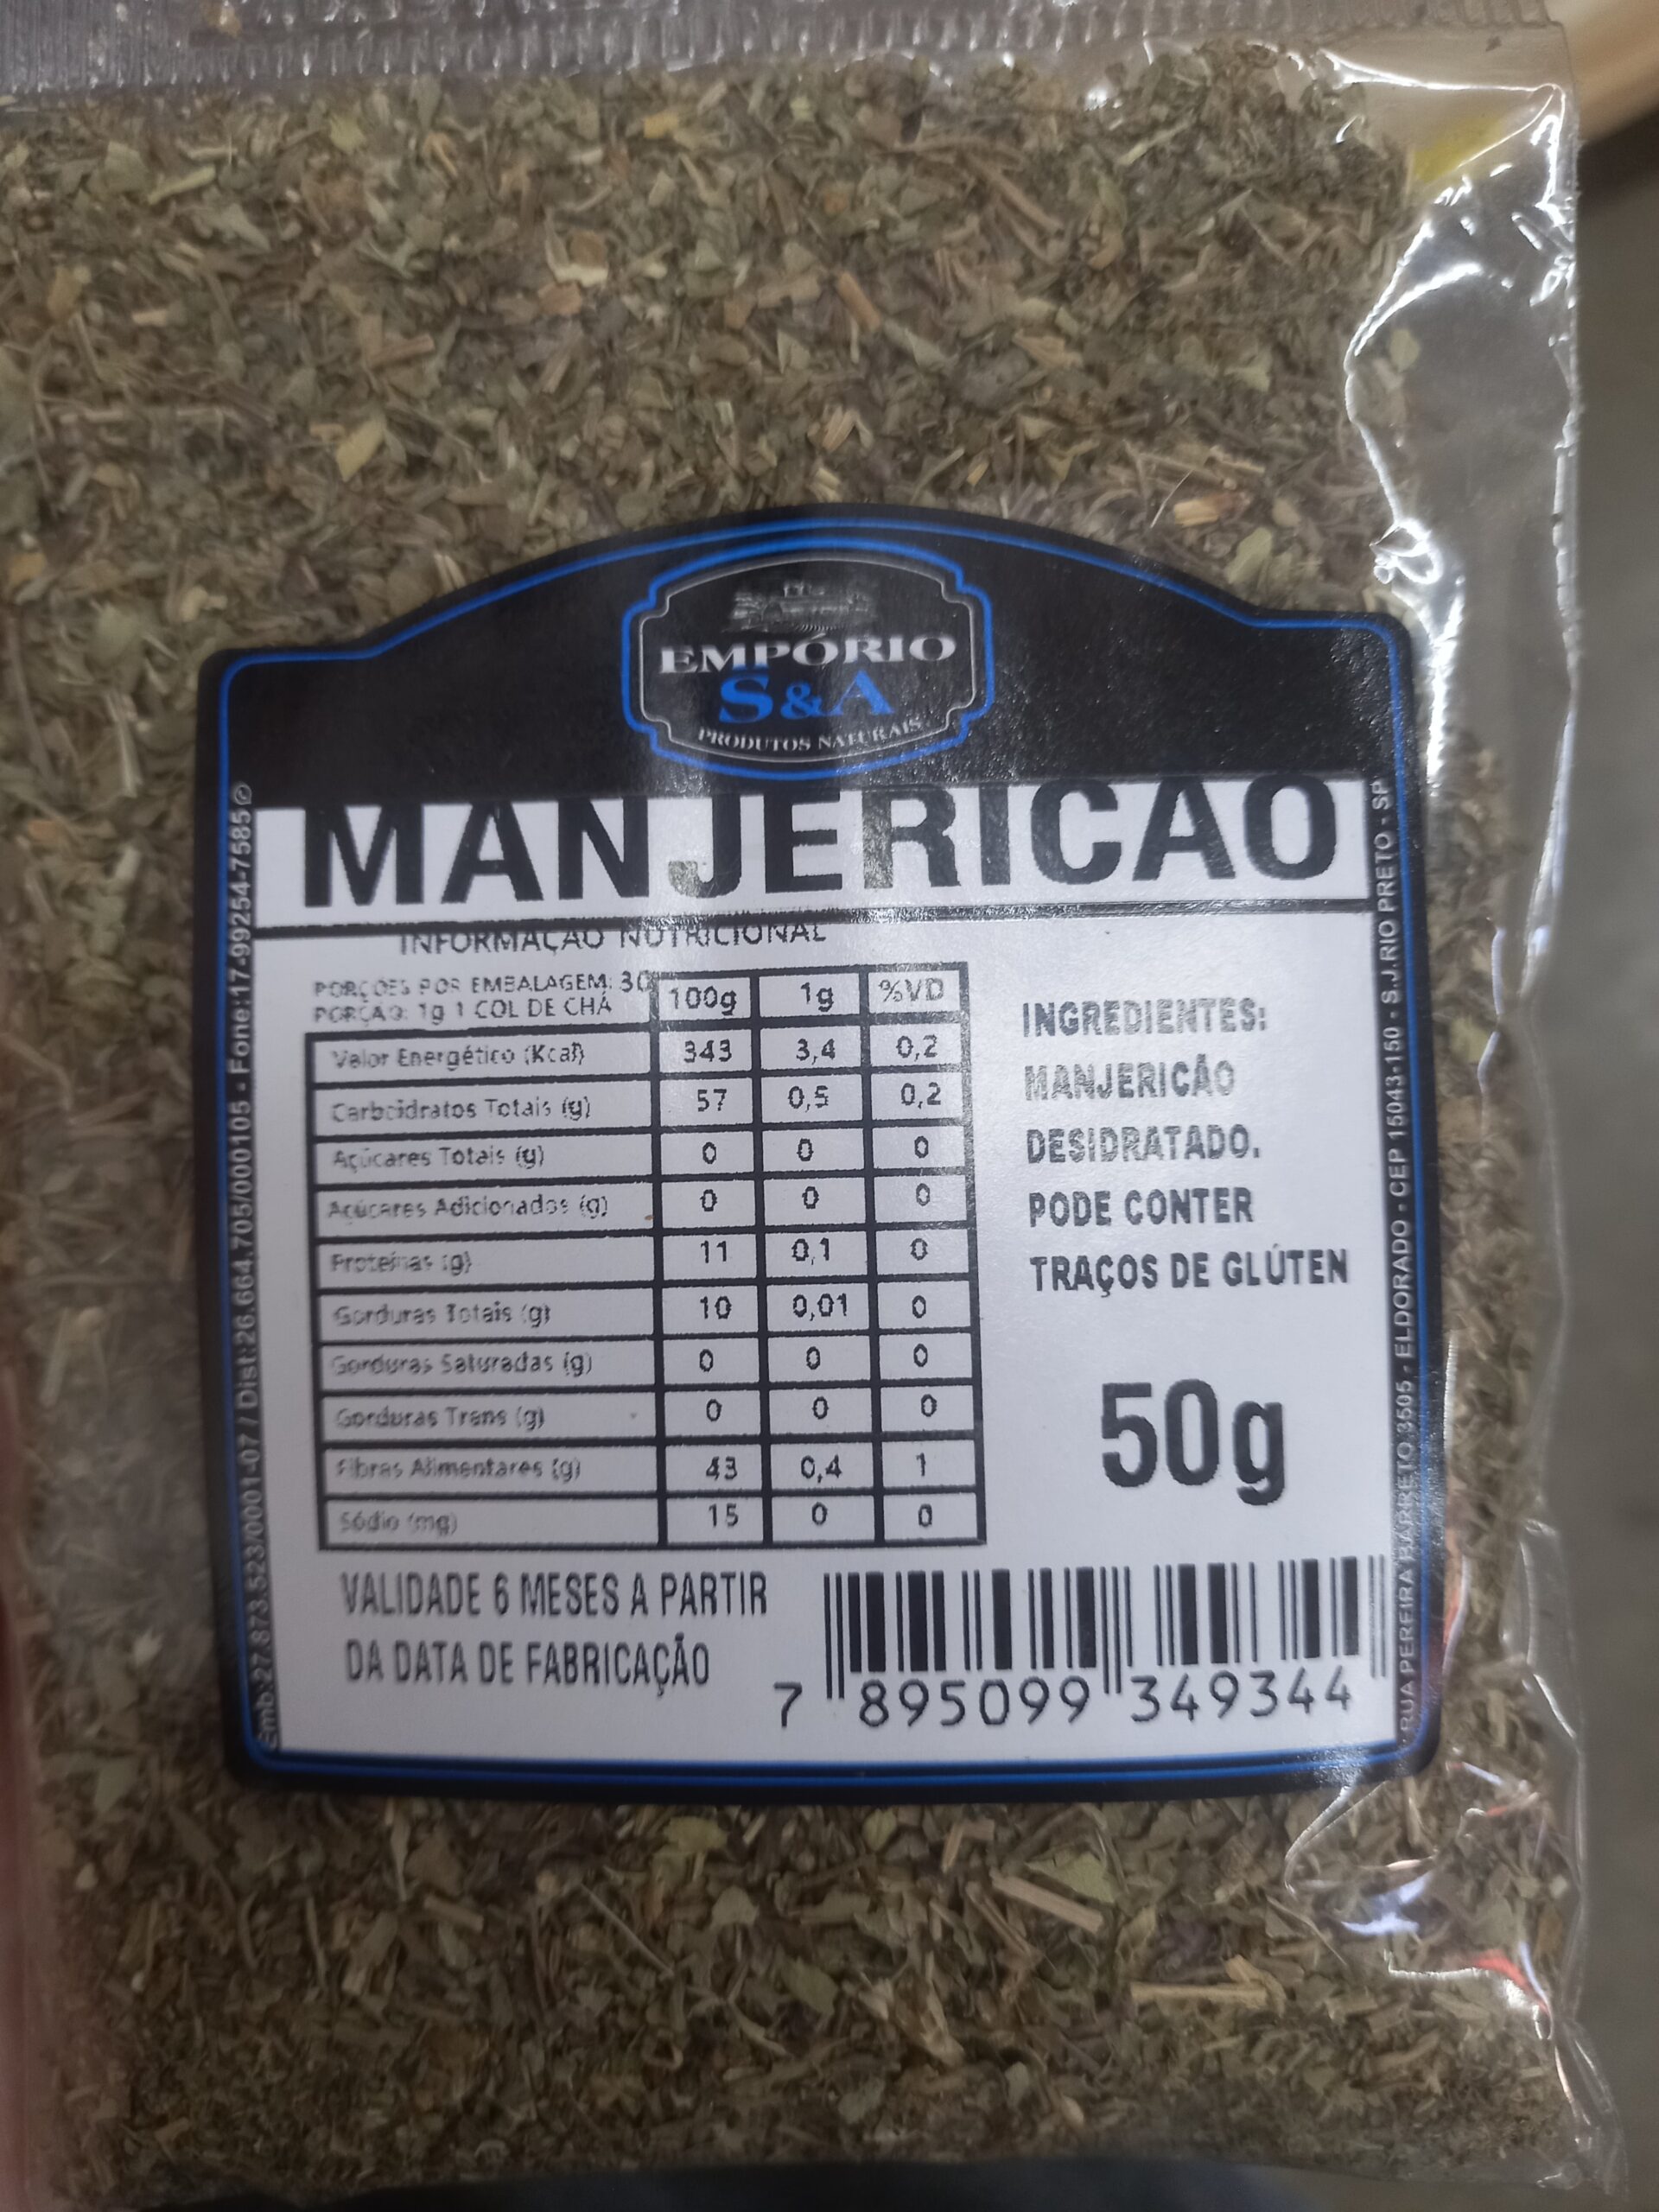 EMPÓRIO
S&A
PRODUTOS NATURAIS
MANJERICAO
INFORMAÇAO NUTRICIONAL
PORÇOES POR EMBALAGEM: 30
PORÇAO: 1g 1 COL DE CHÁ
100g 1g %VD
Valor Energético (Kcal) 343 3,4 0,2
Carboidratos Totais (g) 57 0,5 0,2
Açúcares Totais (g) 0 0 0
Açúcares Adicionados (g) 0 0 0
Proteínas (g) 11 0,1 0
Gorduras Totais (g) 10 0,01 0
Gorduras Saturadas (g) 0 0 0
Gorduras Trans (g) 0 0 0
Fibras Alimentares (g) 43 0,4 1
Sódio (mg) 15 0 0
INGREDIENTES:
MANJERICÃO
DESIDRATADO.
PODE CONTER
TRAÇOS DE GLÚTEN
50g
VALIDADE 6 MESES A PARTIR
DA DATA DE FABRICAÇÃO
7 895099 349344
Emb:27.873.523/0001-07 / Dist:26.664.705/000105 - Fone:17-99254-7585
RUA PEREIRA BARRETO 3505 - ELDORADO - CEP 15043-150 - S.J.RIO PRETO - SP